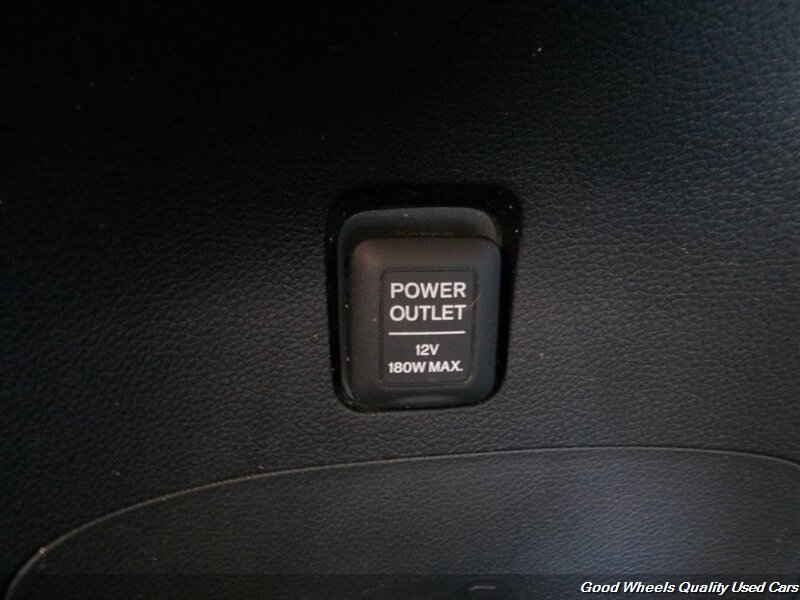 POWER
OUTLET
12V
180W MAX.
Good Wheels Quality Used Cars